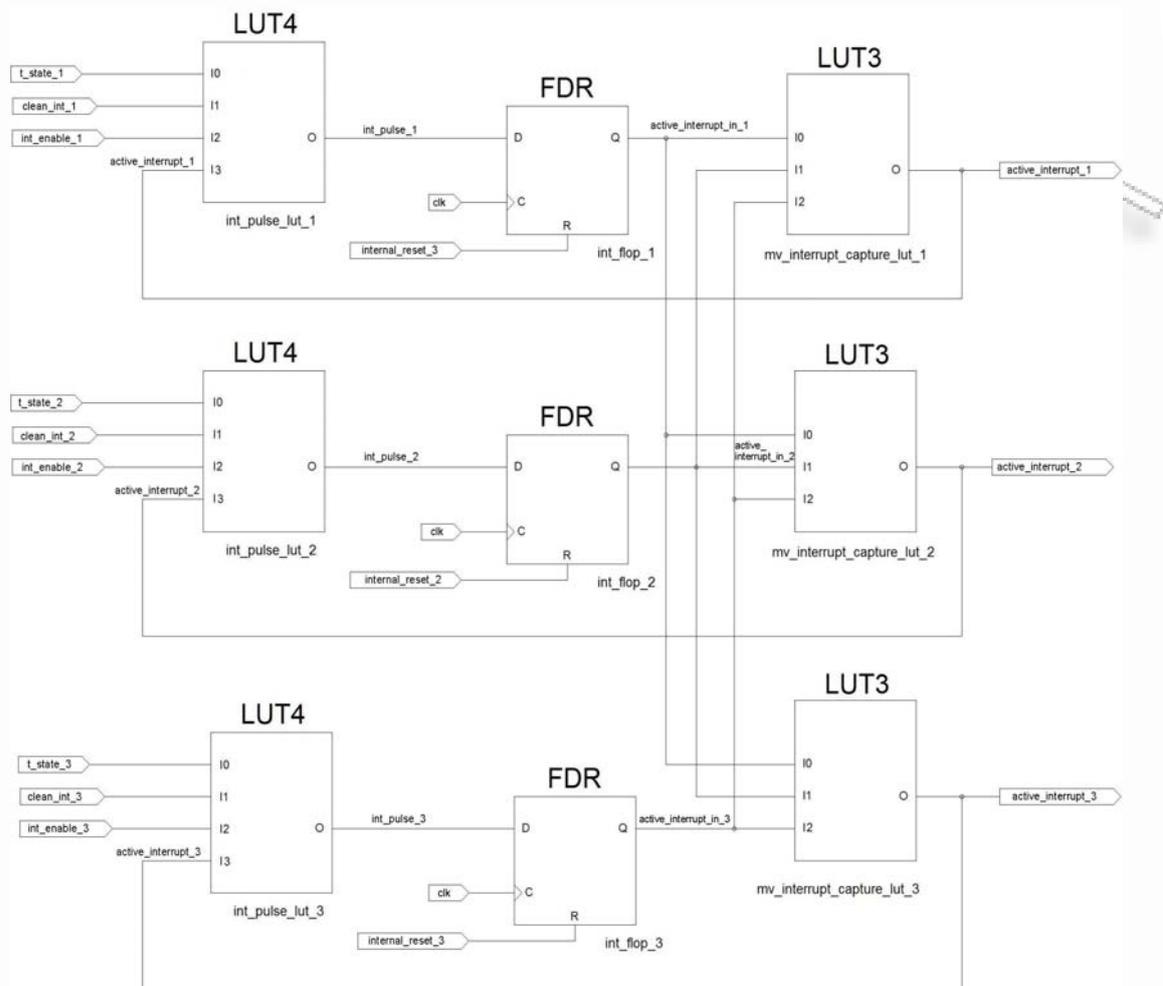 LUT4
t_state_1
I0
clean_int_1
I1
int_enable_1
I2
O
int_pulse_1
active_interrupt_1
I3
int_pulse_lut_1
FDR
D
Q
clk
C
R
internal_reset_3
int_flop_1
active_interrupt_in_1
LUT3
I0
I1
O
I2
active_interrupt_1
mv_interrupt_capture_lut_1
LUT4
t_state_2
I0
clean_int_2
I1
int_enable_2
I2
O
int_pulse_2
active_interrupt_2
I3
int_pulse_lut_2
FDR
D
Q
clk
C
R
internal_reset_2
int_flop_2
active_
interrupt_in_2
LUT3
I0
I1
O
I2
active_interrupt_2
mv_interrupt_capture_lut_2
LUT4
t_state_3
I0
clean_int_3
I1
int_enable_3
I2
O
int_pulse_3
active_interrupt_3
I3
int_pulse_lut_3
FDR
D
Q
clk
C
R
internal_reset_3
int_flop_3
active_interrupt_in_3
LUT3
I0
I1
O
I2
active_interrupt_3
mv_interrupt_capture_lut_3